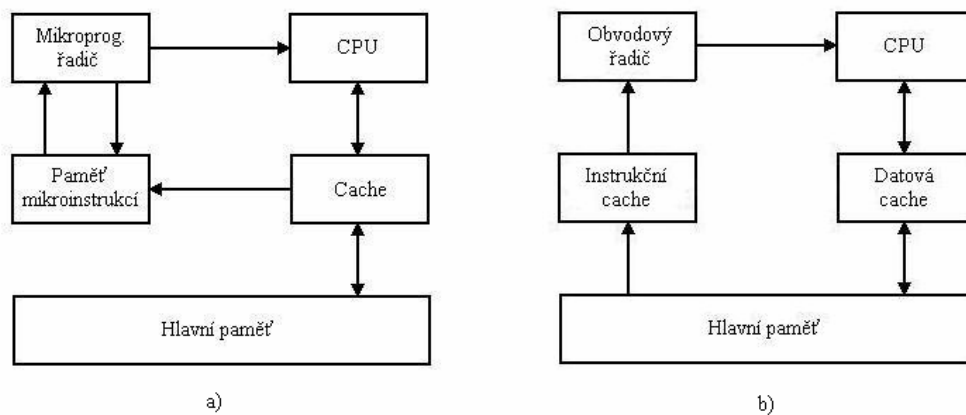 Mikroprog.
řadič
CPU
Paměť
mikroinstrukcí
Cache
Hlavní paměť
a)
Obvodový
řadič
CPU
Instrukční
cache
Datová
cache
Hlavní paměť
b)